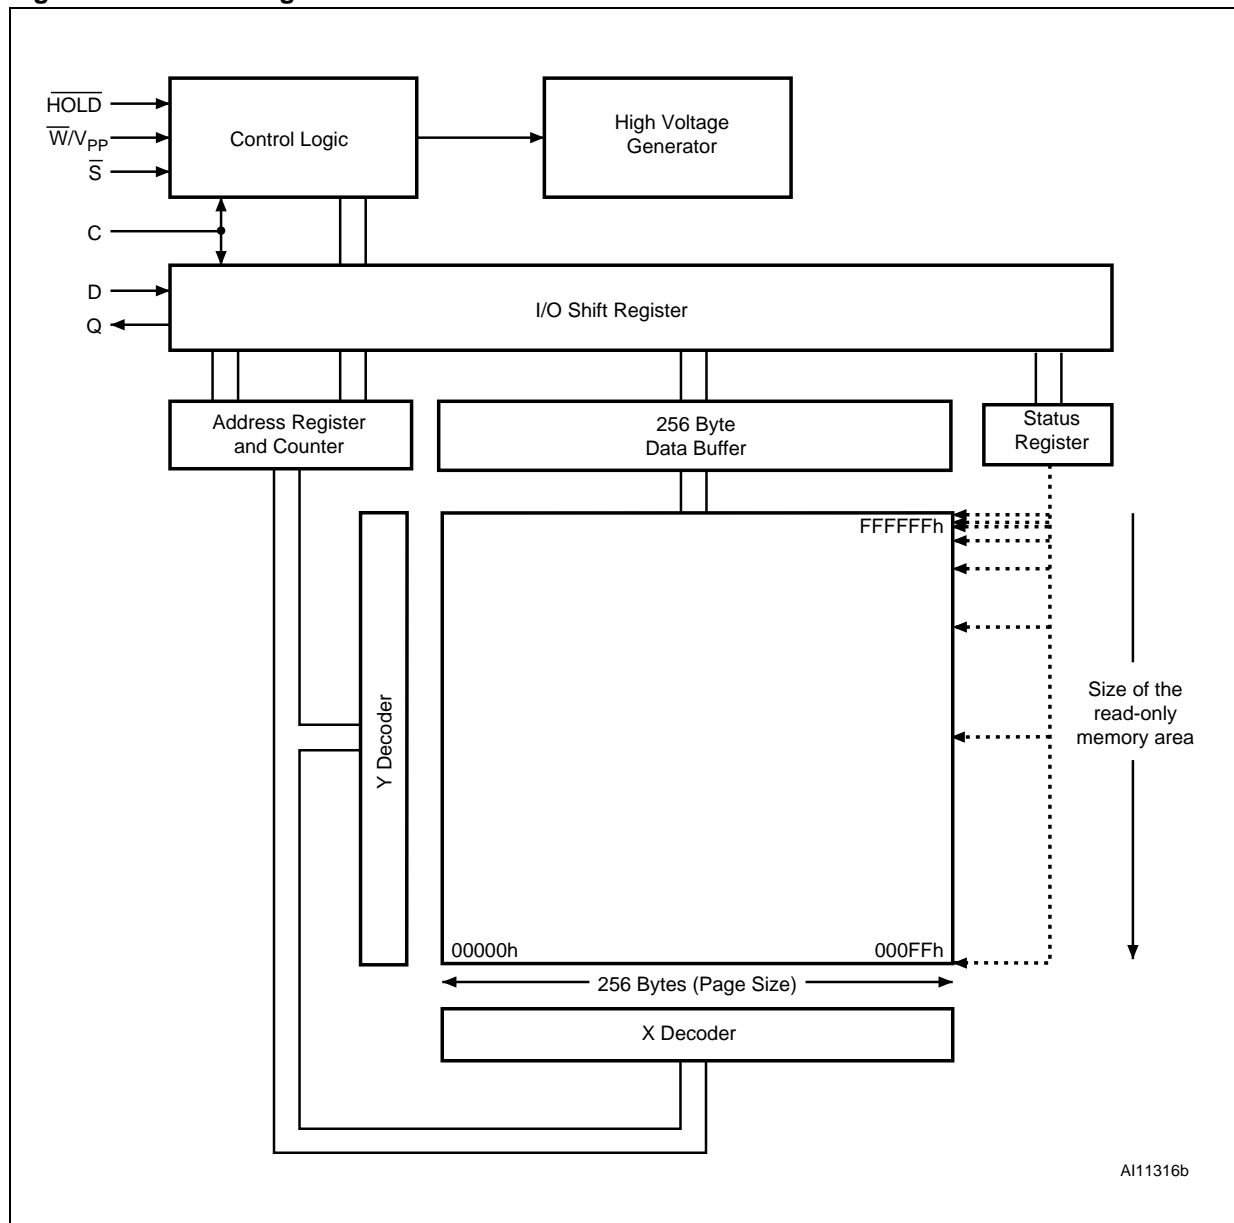 HOLD
W/VPP
S
C
D
Q
Control Logic
High Voltage
Generator
I/O Shift Register
Address Register
and Counter
256 Byte
Data Buffer
Status
Register
FFFFFFh
Y Decoder
Size of the
read-only
memory area
00000h
000FFh
256 Bytes (Page Size)
X Decoder
AI11316b